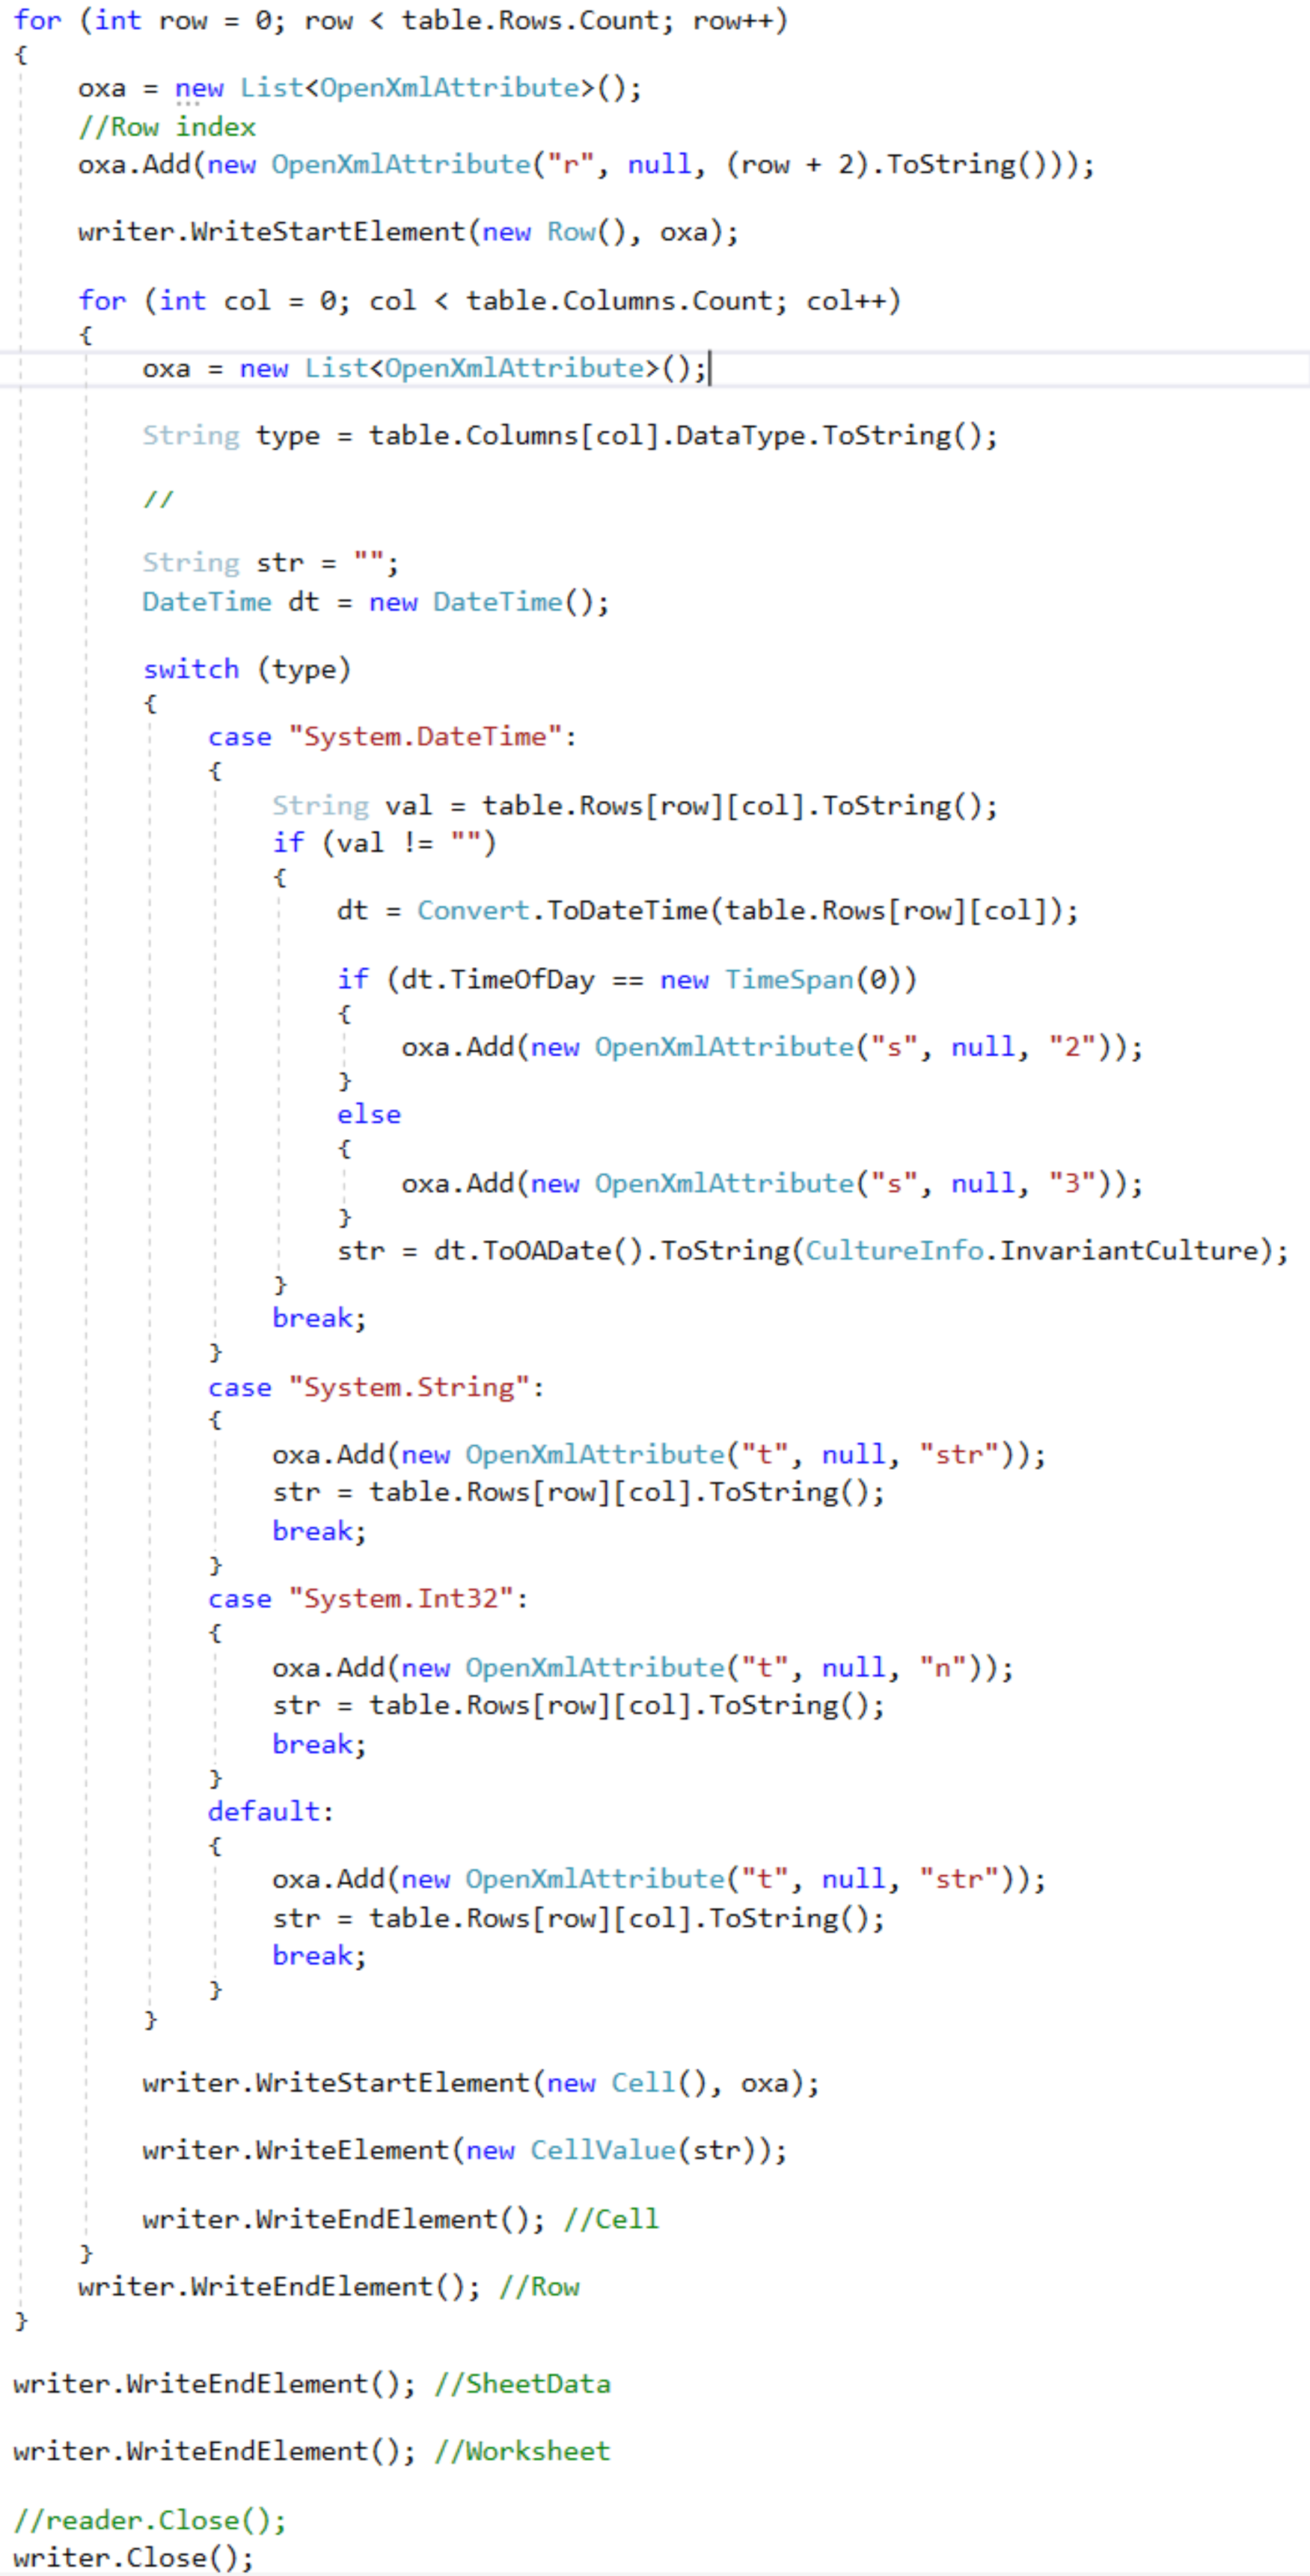 for (int row = 0; row < table.Rows.Count; row++)
{
    oxa = new List<OpenXmlAttribute>();
    //Row index
    oxa.Add(new OpenXmlAttribute("r", null, (row + 2).ToString()));

    writer.WriteStartElement(new Row(), oxa);

    for (int col = 0; col < table.Columns.Count; col++)
    {
        oxa = new List<OpenXmlAttribute>();

        String type = table.Columns[col].DataType.ToString();

        //

        String str = "";
        DateTime dt = new DateTime();

        switch (type)
        {
            case "System.DateTime":
            {
                String val = table.Rows[row][col].ToString();
                if (val != "")
                {
                    dt = Convert.ToDateTime(table.Rows[row][col]);

                    if (dt.TimeOfDay == new TimeSpan(0))
                    {
                        oxa.Add(new OpenXmlAttribute("s", null, "2"));
                    }
                    else
                    {
                        oxa.Add(new OpenXmlAttribute("s", null, "3"));
                    }
                    str = dt.ToOADate().ToString(CultureInfo.InvariantCulture);
                }
                break;
            }
            case "System.String":
            {
                oxa.Add(new OpenXmlAttribute("t", null, "str"));
                str = table.Rows[row][col].ToString();
                break;
            }
            case "System.Int32":
            {
                oxa.Add(new OpenXmlAttribute("t", null, "n"));
                str = table.Rows[row][col].ToString();
                break;
            }
            default:
            {
                oxa.Add(new OpenXmlAttribute("t", null, "str"));
                str = table.Rows[row][col].ToString();
                break;
            }
        }

        writer.WriteStartElement(new Cell(), oxa);

        writer.WriteElement(new CellValue(str));

        writer.WriteEndElement(); //Cell
    }
    writer.WriteEndElement(); //Row
}

writer.WriteEndElement(); //SheetData

writer.WriteEndElement(); //Worksheet

//reader.Close();
writer.Close();